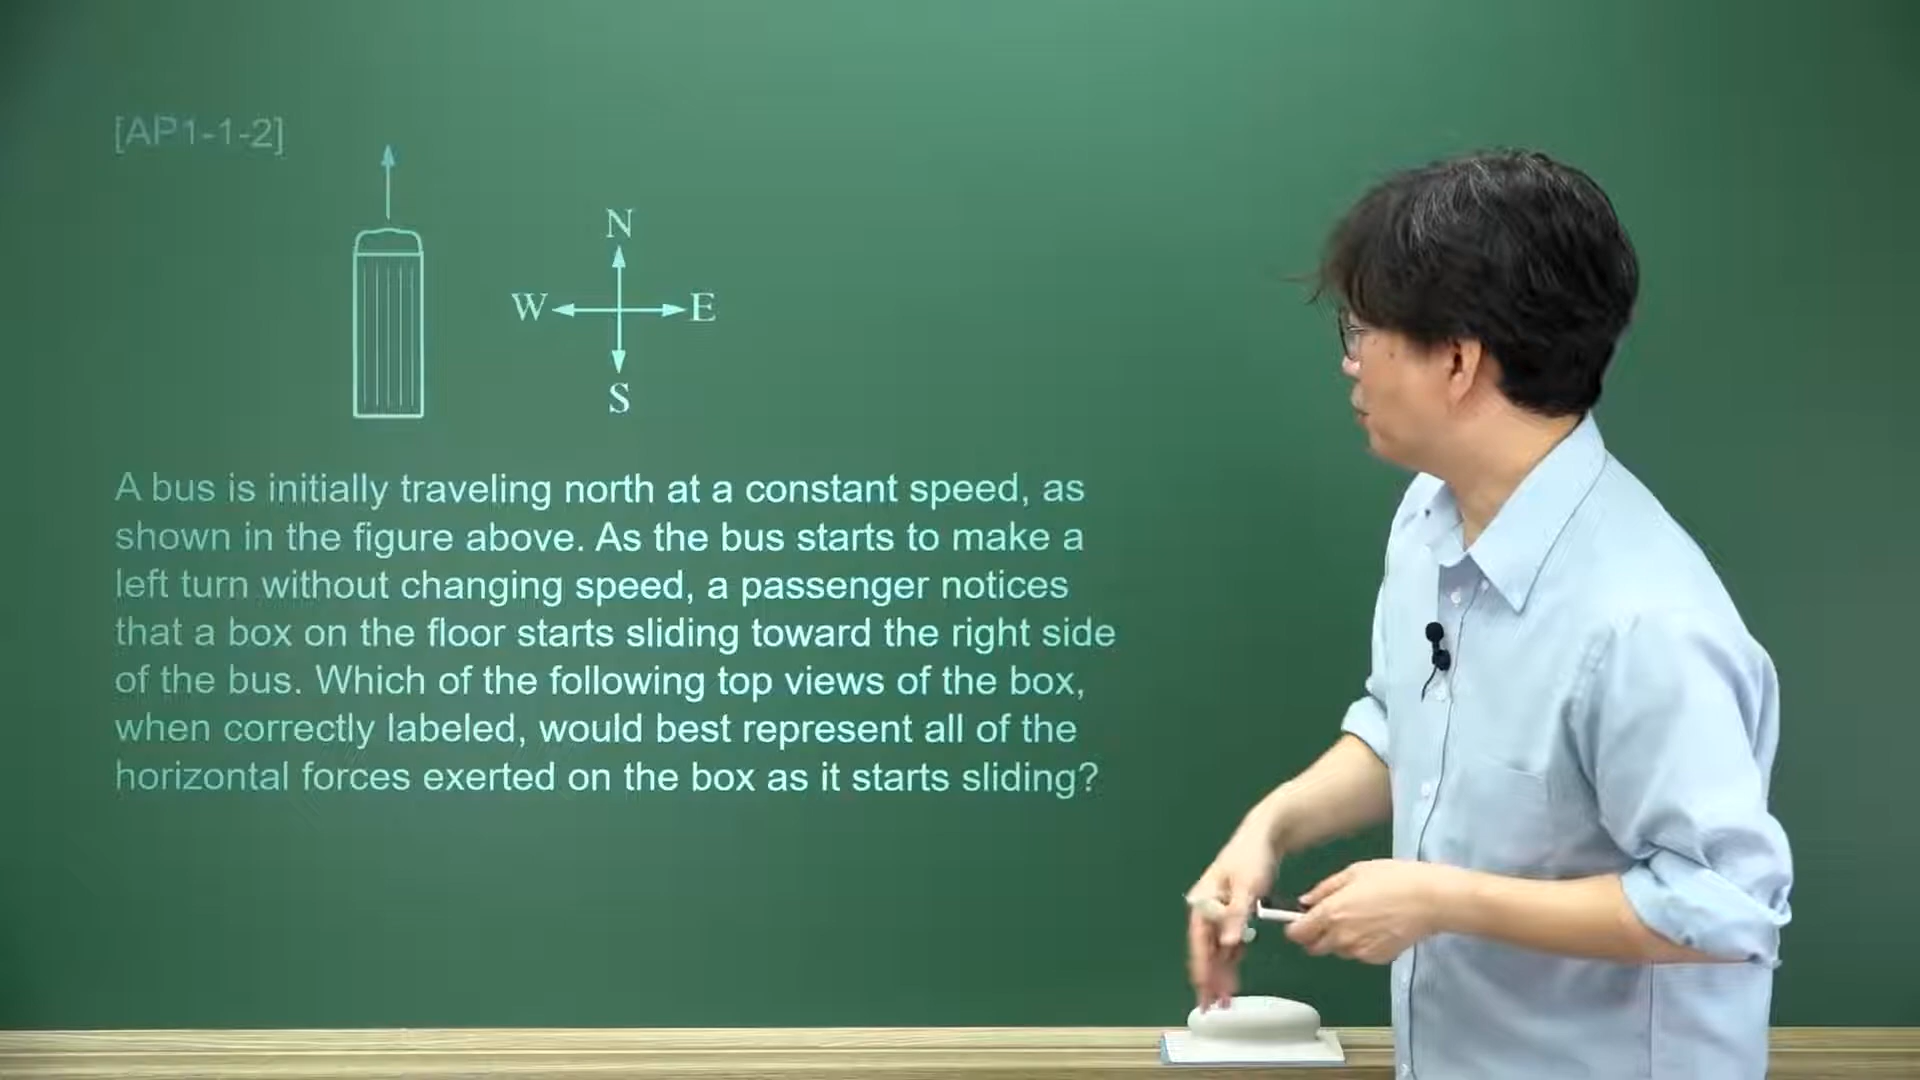 [AP1-1-2]
N
W E
S
A bus is initially traveling north at a constant speed, as
shown in the figure above. As the bus starts to make a
left turn without changing speed, a passenger notices
that a box on the floor starts sliding toward the right side
of the bus. Which of the following top views of the box,
when correctly labeled, would best represent all of the
horizontal forces exerted on the box as it starts sliding?